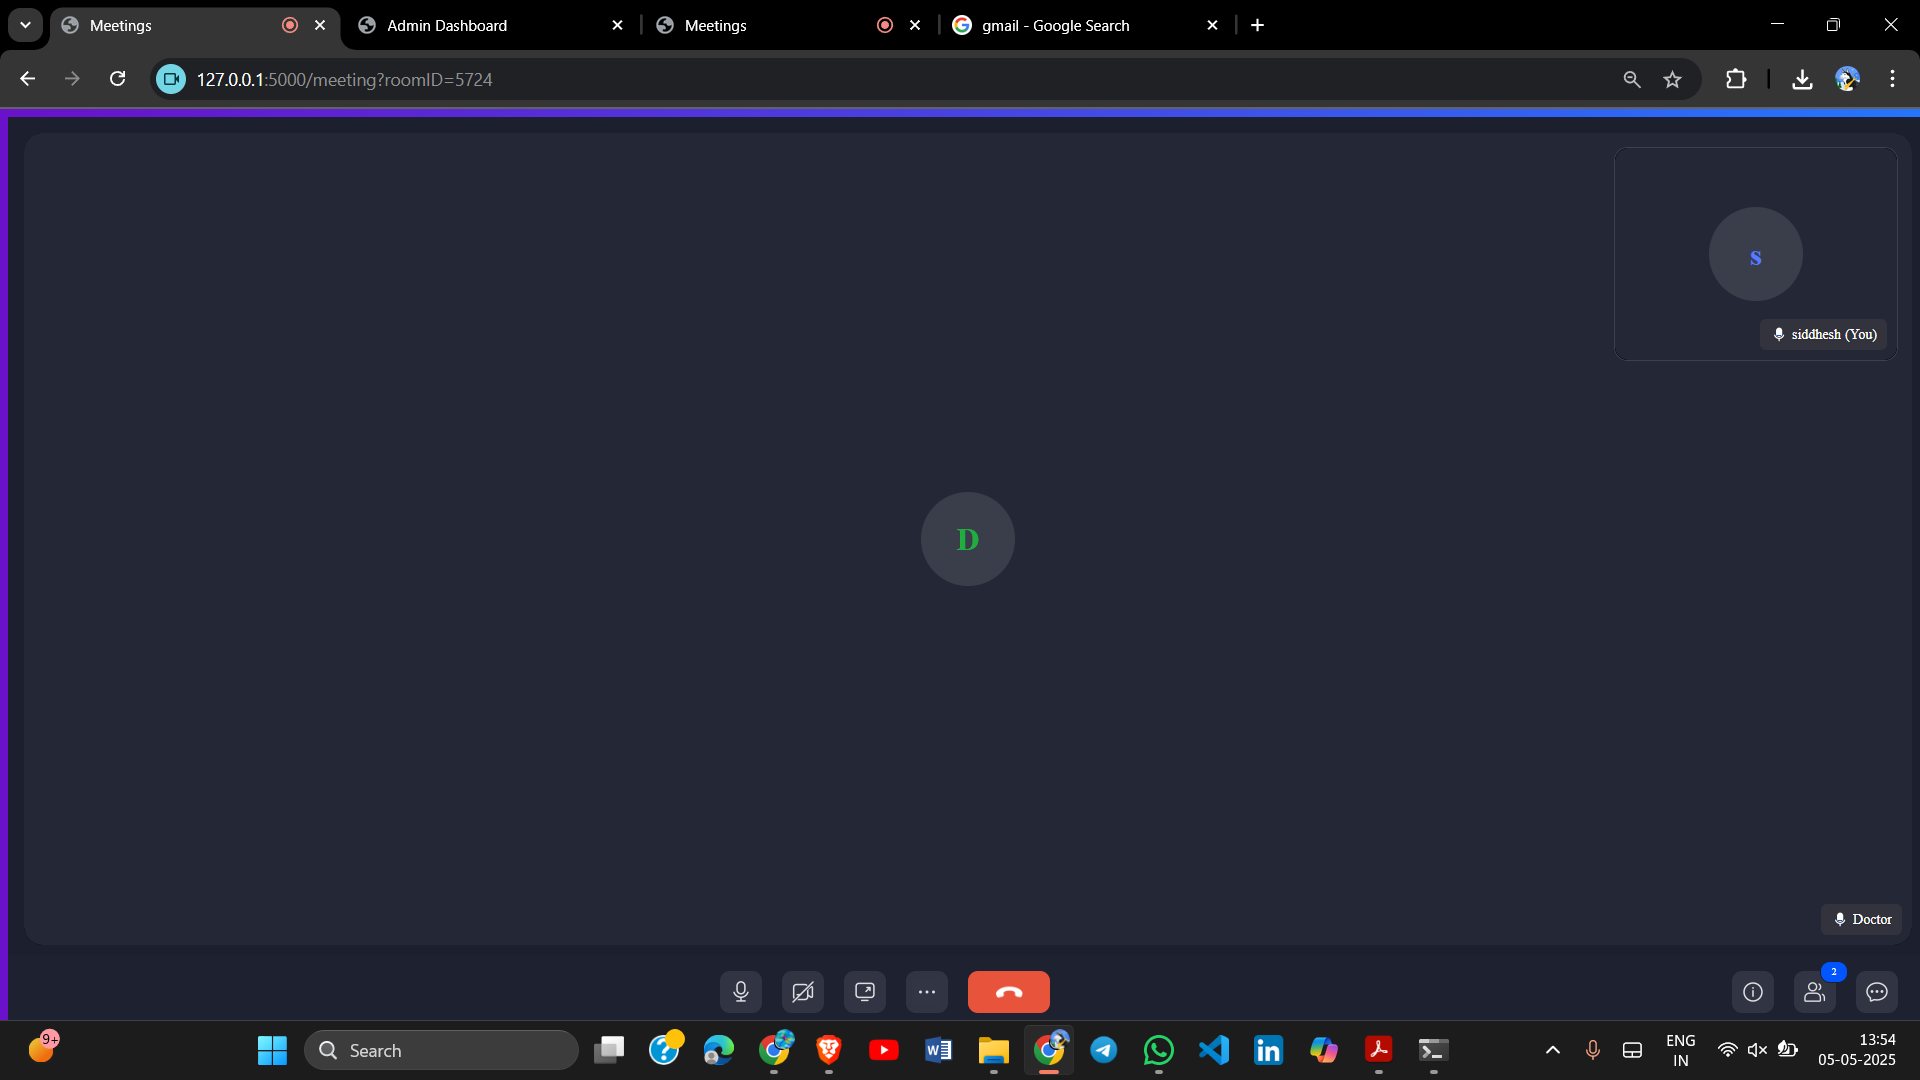 Meetings
Admin Dashboard
Meetings
gmail - Google Search
127.0.0.1:5000/meeting?roomID=5724
s
siddhesh (You)
D
Doctor
2
9+
Search
ENG
IN
13:54
05-05-2025